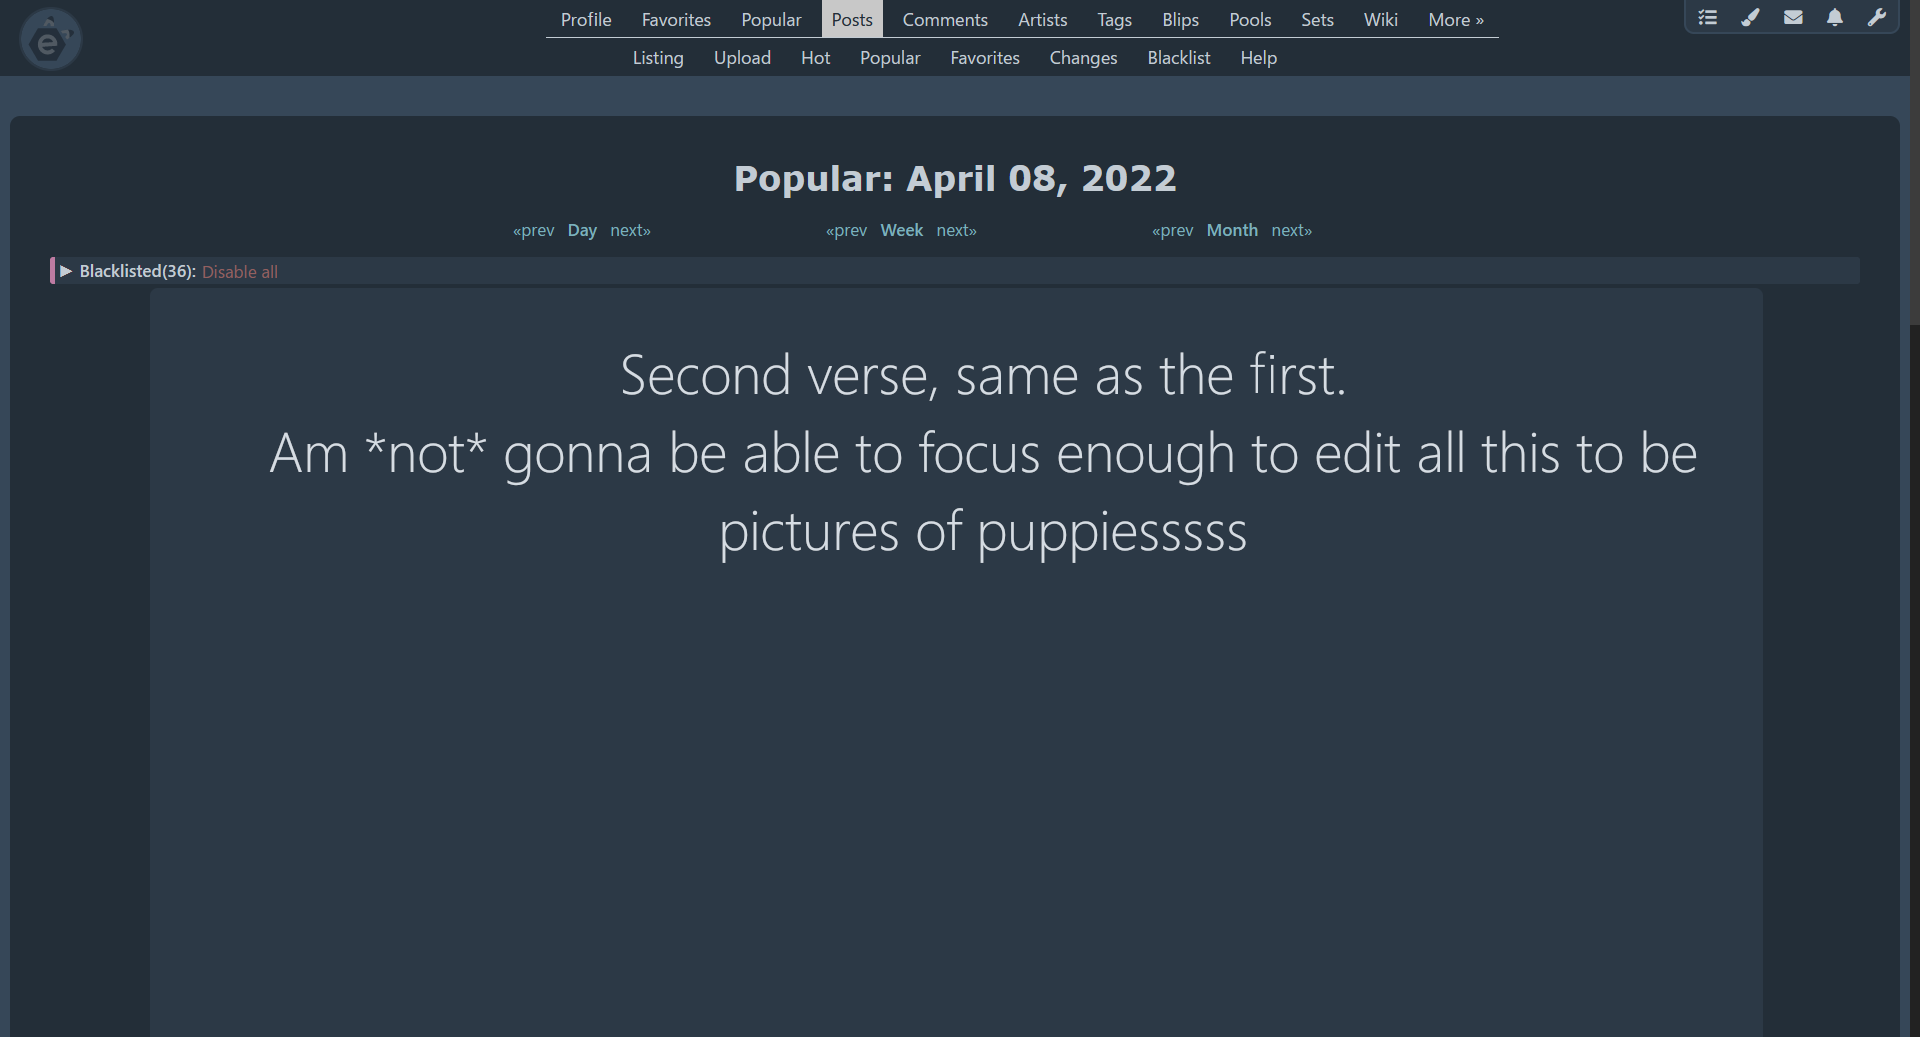 e
Profile Favorites Popular Posts Comments Artists Tags Blips Pools Sets Wiki More »
Listing Upload Hot Popular Favorites Changes Blacklist Help
Popular: April 08, 2022
«prev Day next» «prev Week next» «prev Month next»
▶ Blacklisted(36): Disable all
Second verse, same as the first.
Am *not* gonna be able to focus enough to edit all this to be
pictures of puppiesssss